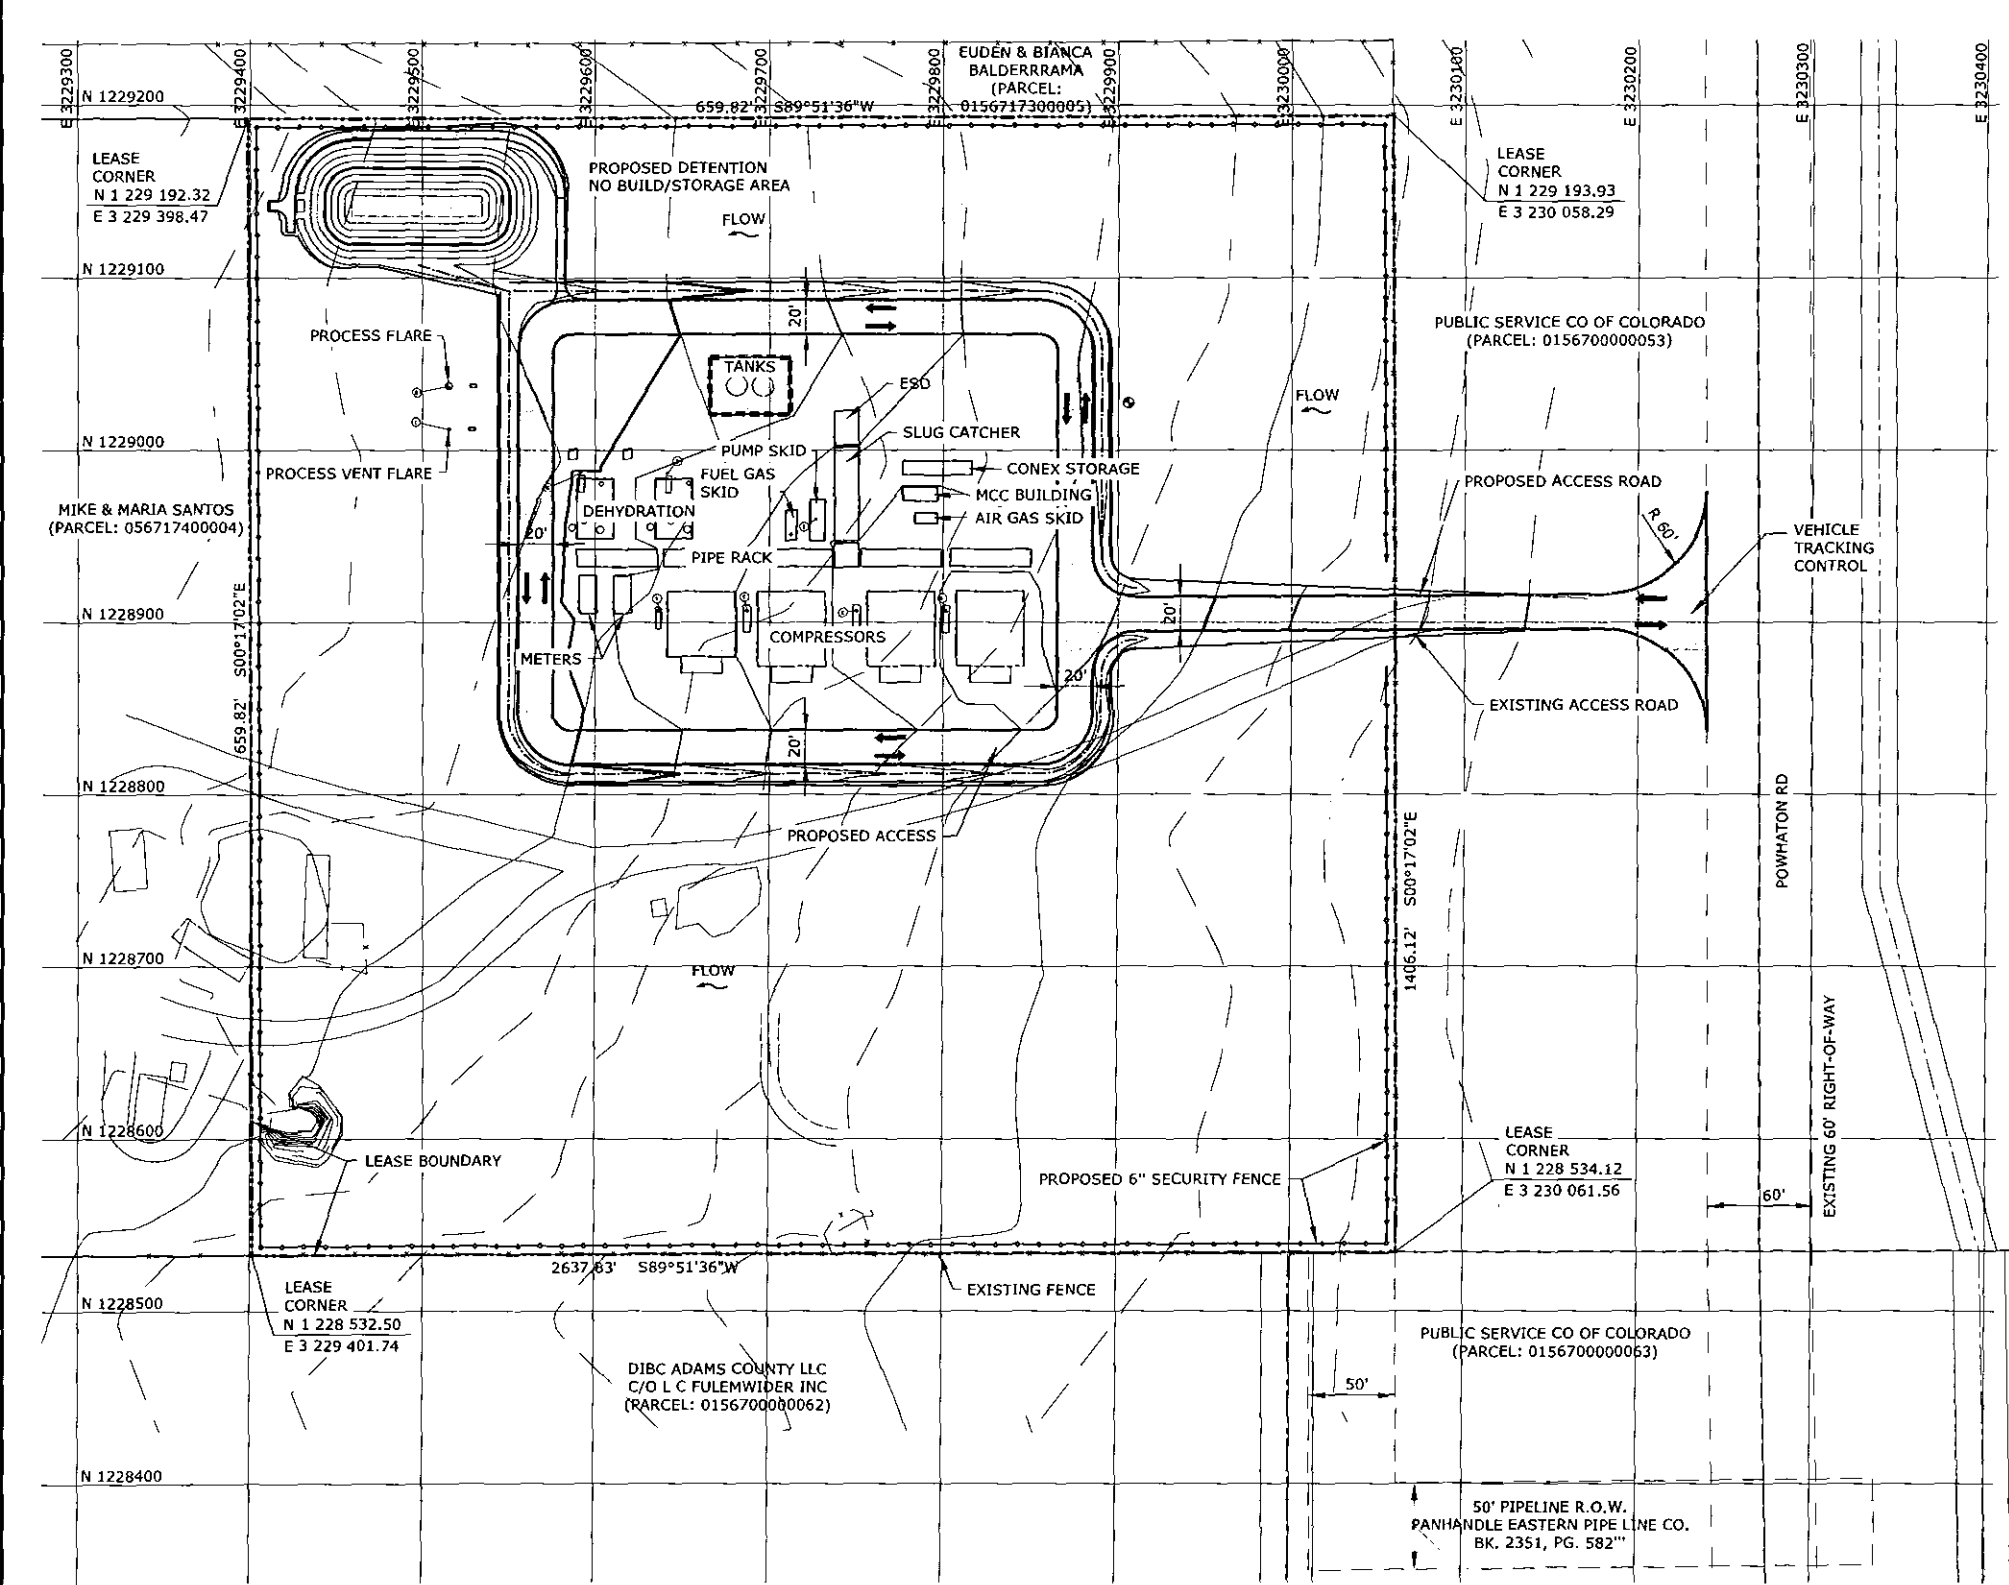 E 3229300
E 3229400
E 3229500
E 3229600
E 3229700
E 3229800
E 3229900
E 3230000
E 3230100
E 3230200
E 3230300
E 3230400
EUDEN & BIANCA
BALDERRRAMA
(PARCEL:
0156717300005)
N 1229200
659.82' S89°51'36"W
LEASE
CORNER
N 1 229 192.32
E 3 229 398.47
PROPOSED DETENTION
NO BUILD/STORAGE AREA
FLOW
LEASE
CORNER
N 1 229 193.93
E 3 230 058.29
N 1229100
20'
PROCESS FLARE
PUBLIC SERVICE CO OF COLORADO
(PARCEL: 0156700000053)
TANKS
ESD
FLOW
N 1229000
SLUG CATCHER
PUMP SKID
PROCESS VENT FLARE
FUEL GAS
SKID
CONEX STORAGE
MCC BUILDING
AIR GAS SKID
PROPOSED ACCESS ROAD
MIKE & MARIA SANTOS
(PARCEL: 056717400004)
DEHYDRATION
20'
R 60'
VEHICLE
TRACKING
CONTROL
PIPE RACK
N 1228900
659.82' S00°17'02"E
20'
COMPRESSORS
METERS
20'
EXISTING ACCESS ROAD
20'
N 1228800
PROPOSED ACCESS
POWHATON RD
1406.12' S00°17'02"E
N 1228700
FLOW
EXISTING 60' RIGHT-OF-WAY
N 1228600
LEASE BOUNDARY
PROPOSED 6" SECURITY FENCE
LEASE
CORNER
N 1 228 534.12
E 3 230 061.56
60'
2637.83' S89°51'36"W
LEASE
CORNER
N 1 228 532.50
E 3 229 401.74
EXISTING FENCE
N 1228500
PUBLIC SERVICE CO OF COLORADO
(PARCEL: 0156700000063)
DIBC ADAMS COUNTY LLC
C/O L C FULEMWIDER INC
(PARCEL: 0156700000062)
50'
N 1228400
50' PIPELINE R.O.W.
PANHANDLE EASTERN PIPE LINE CO.
BK. 2351, PG. 582"'